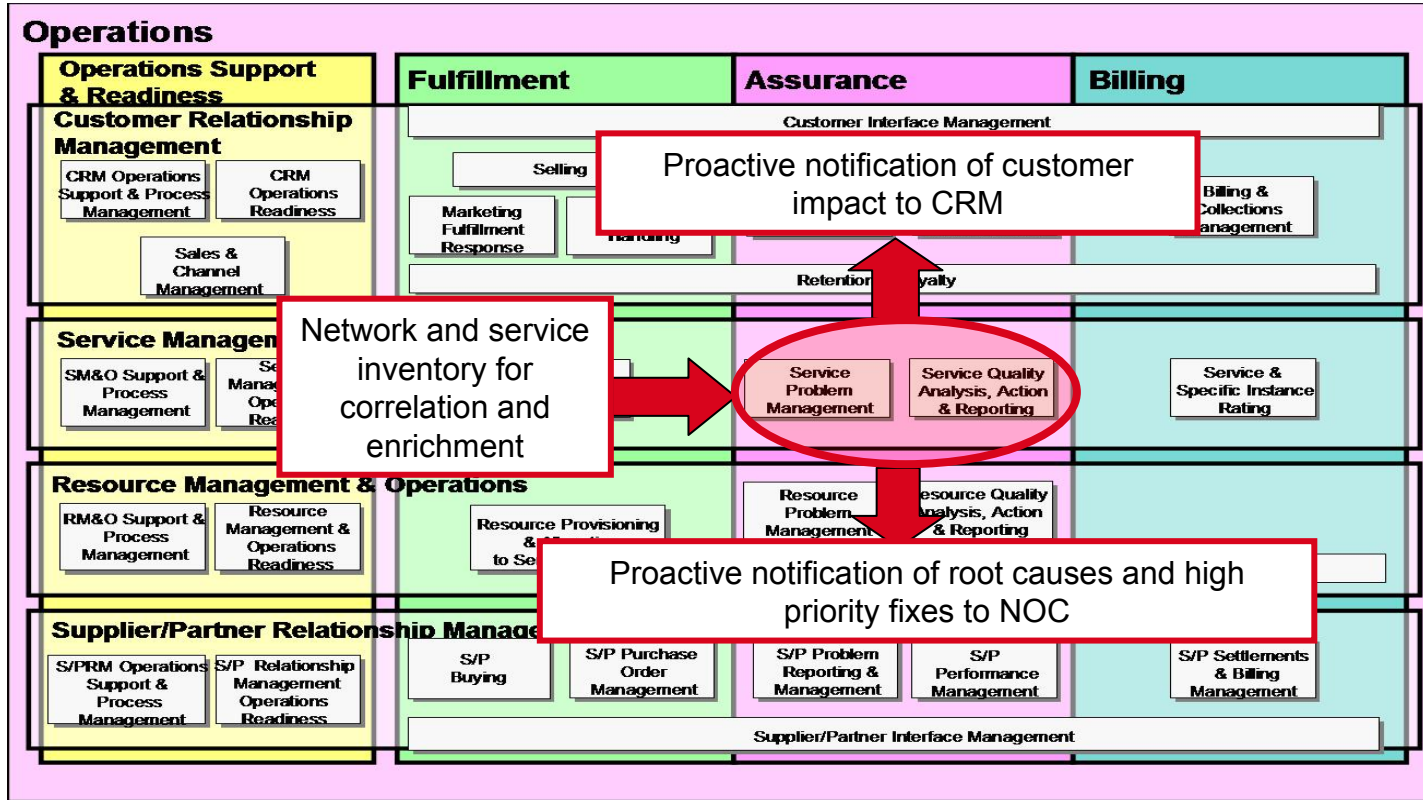 Operations
Operations Support
& Readiness
Fulfillment
Assurance
Billing
Customer Relationship
Management
Customer Interface Management
CRM Operations
Support & Process
Management
CRM
Operations
Readiness
Sales &
Channel
Management
Selling
Marketing
Fulfillment
Response
Handling
Proactive notification of customer
impact to CRM
Billing &
Collections
Management
Retention
Service
SM&O Support &
Process
Management
Network and service
inventory for
correlation and
enrichment
Service
Problem
Management
Service Quality
Analysis, Action
& Reporting
Service &
Specific Instance
Rating
Resource Management & Operations
RM&O Support &
Process
Management
Resource
Management &
Operations
Readiness
Resource Provisioning
&
to
Resource
Problem
Management
Resource Quality
Analysis, Action
& Reporting
Proactive notification of root causes and high
priority fixes to NOC
Supplier/Partner Relationship
S/PRM Operations
Support &
Process
Management
S/P Relationship
Management
Operations
Readiness
S/P
Buying
S/P Purchase
Order
Management
S/P Problem
Reporting &
Management
S/P
Performance
Management
S/P Settlements
& Billing
Management
Supplier/Partner Interface Management